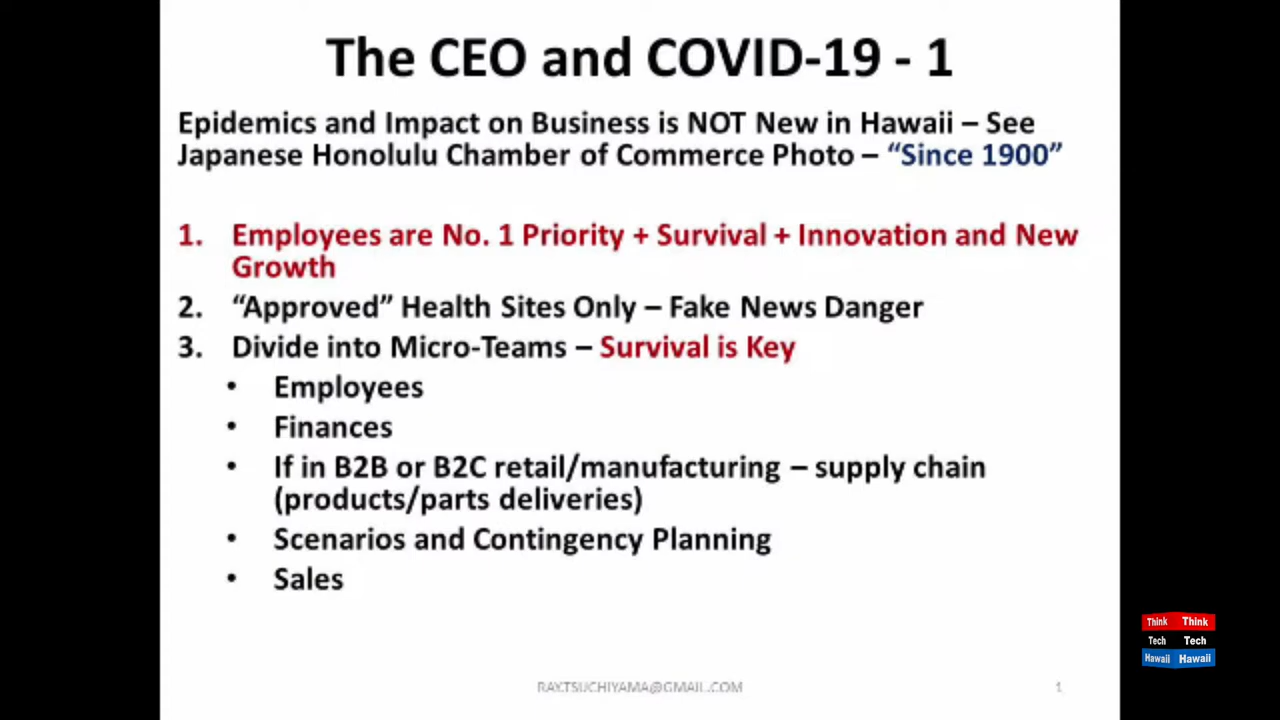 The CEO and COVID-19 - 1
Epidemics and Impact on Business is NOT New in Hawaii – See
Japanese Honolulu Chamber of Commerce Photo – “Since 1900”
1. Employees are No. 1 Priority + Survival + Innovation and New
Growth
2. “Approved” Health Sites Only – Fake News Danger
3. Divide into Micro-Teams – Survival is Key
• Employees
• Finances
• If in B2B or B2C retail/manufacturing – supply chain
(products/parts deliveries)
• Scenarios and Contingency Planning
• Sales
Think Think
Tech Tech
Hawaii Hawaii
RAY.TSUCHIYAMA@GMAIL.COM 1